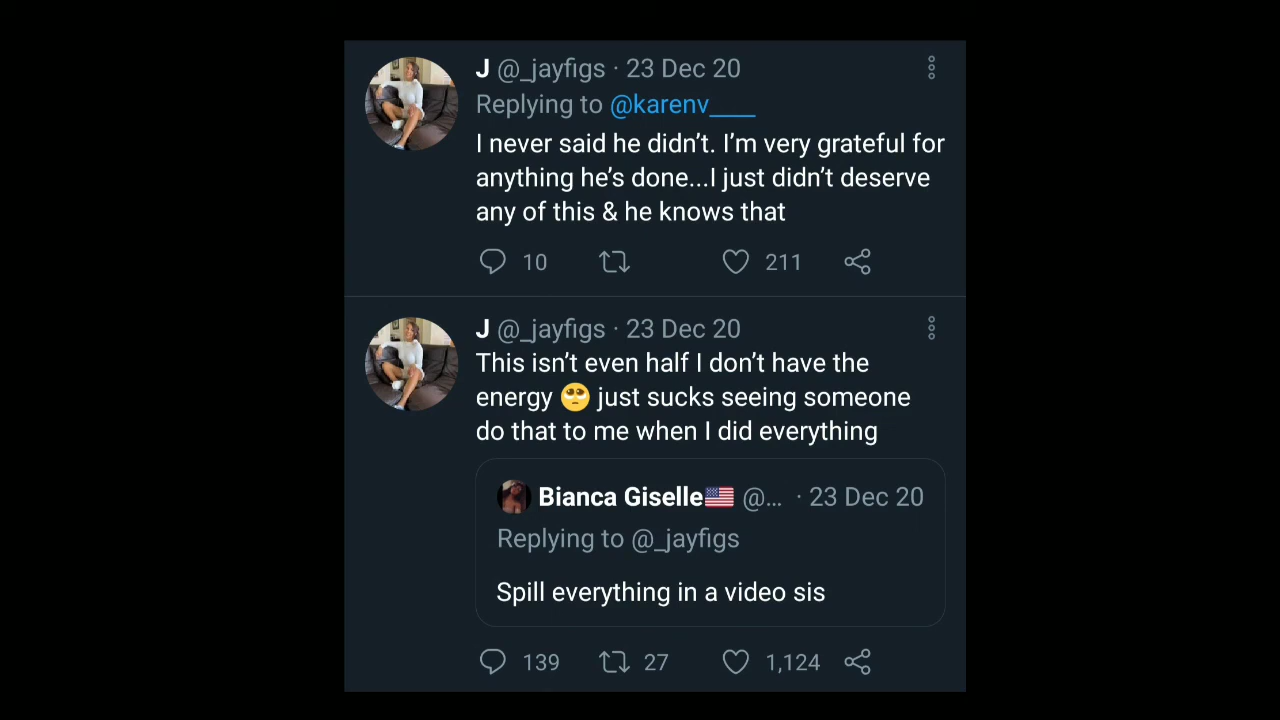 J @_jayfigs · 23 Dec 20
Replying to @karenv____
I never said he didn't. I'm very grateful for
anything he's done...I just didn't deserve
any of this & he knows that
10 211
J @_jayfigs · 23 Dec 20
This isn't even half I don't have the
energy 🥺 just sucks seeing someone
do that to me when I did everything
Bianca Giselle🇺🇸 @... · 23 Dec 20
Replying to @_jayfigs
Spill everything in a video sis
139 27 1,124